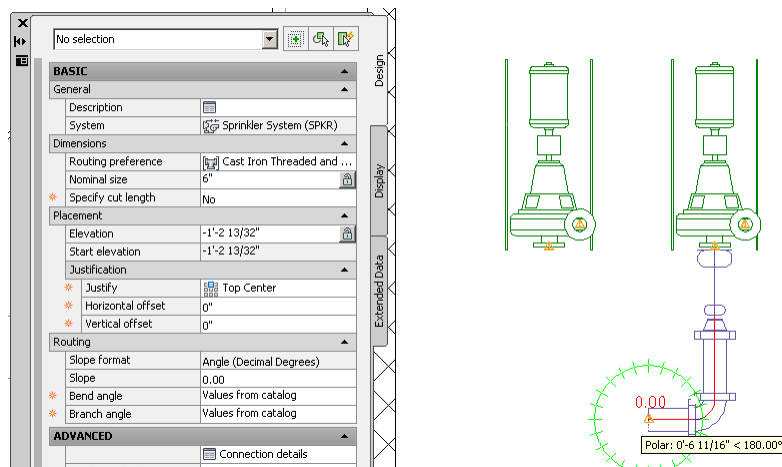 No selection
BASIC
General
Description
System Sprinkler System (SPKR)
Dimensions
Routing preference Cast Iron Threaded and ...
Nominal size 6"
Specify cut length No
Placement
Elevation -1'-2 13/32"
Start elevation -1'-2 13/32"
Justification
Justify Top Center
Horizontal offset 0"
Vertical offset 0"
Routing
Slope format Angle (Decimal Degrees)
Slope 0.00
Bend angle Values from catalog
Branch angle Values from catalog
ADVANCED
Connection details
Design
Display
Extended Data
0.00
Polar: 0'-6 11/16" < 180.00°